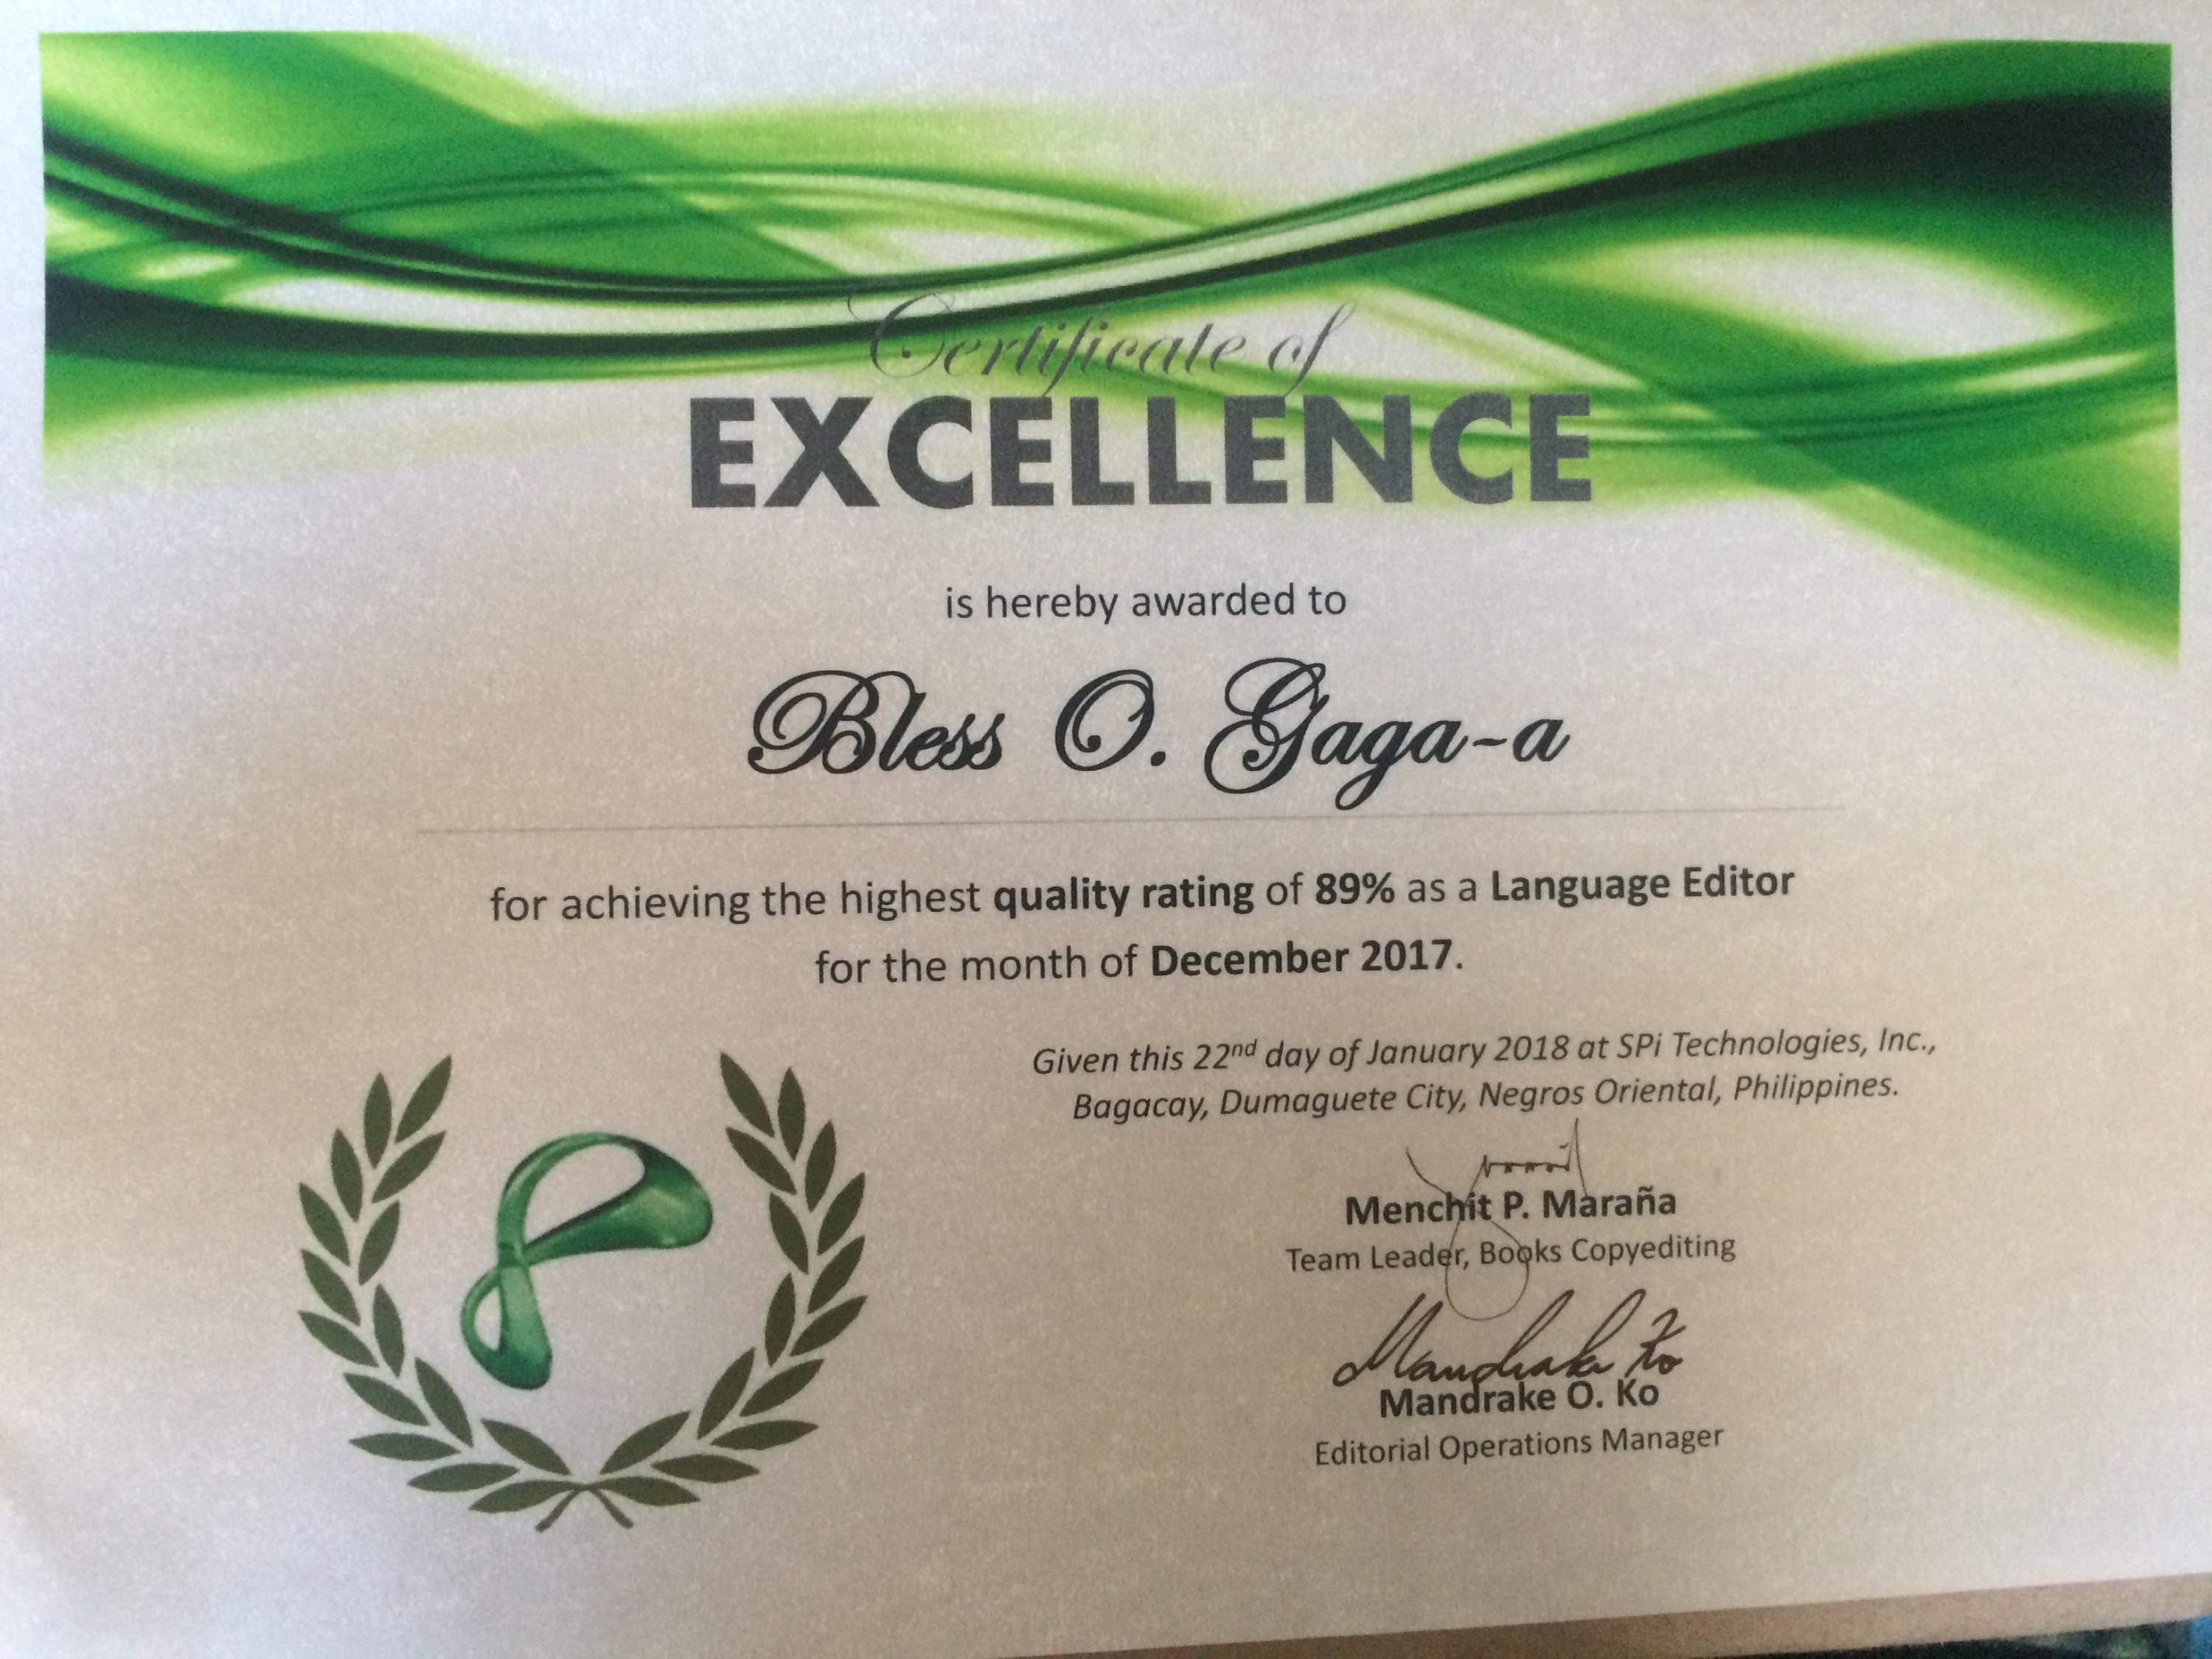 Certificate of
EXCELLENCE
is hereby awarded to
Bless O. Gaga-a
for achieving the highest quality rating of 89% as a Language Editor
for the month of December 2017.
Given this 22nd day of January 2018 at SPi Technologies, Inc.,
Bagacay, Dumaguete City, Negros Oriental, Philippines.
Menchit P. Maraña
Team Leader, Books Copyediting
Mandrake Ko
Mandrake O. Ko
Editorial Operations Manager